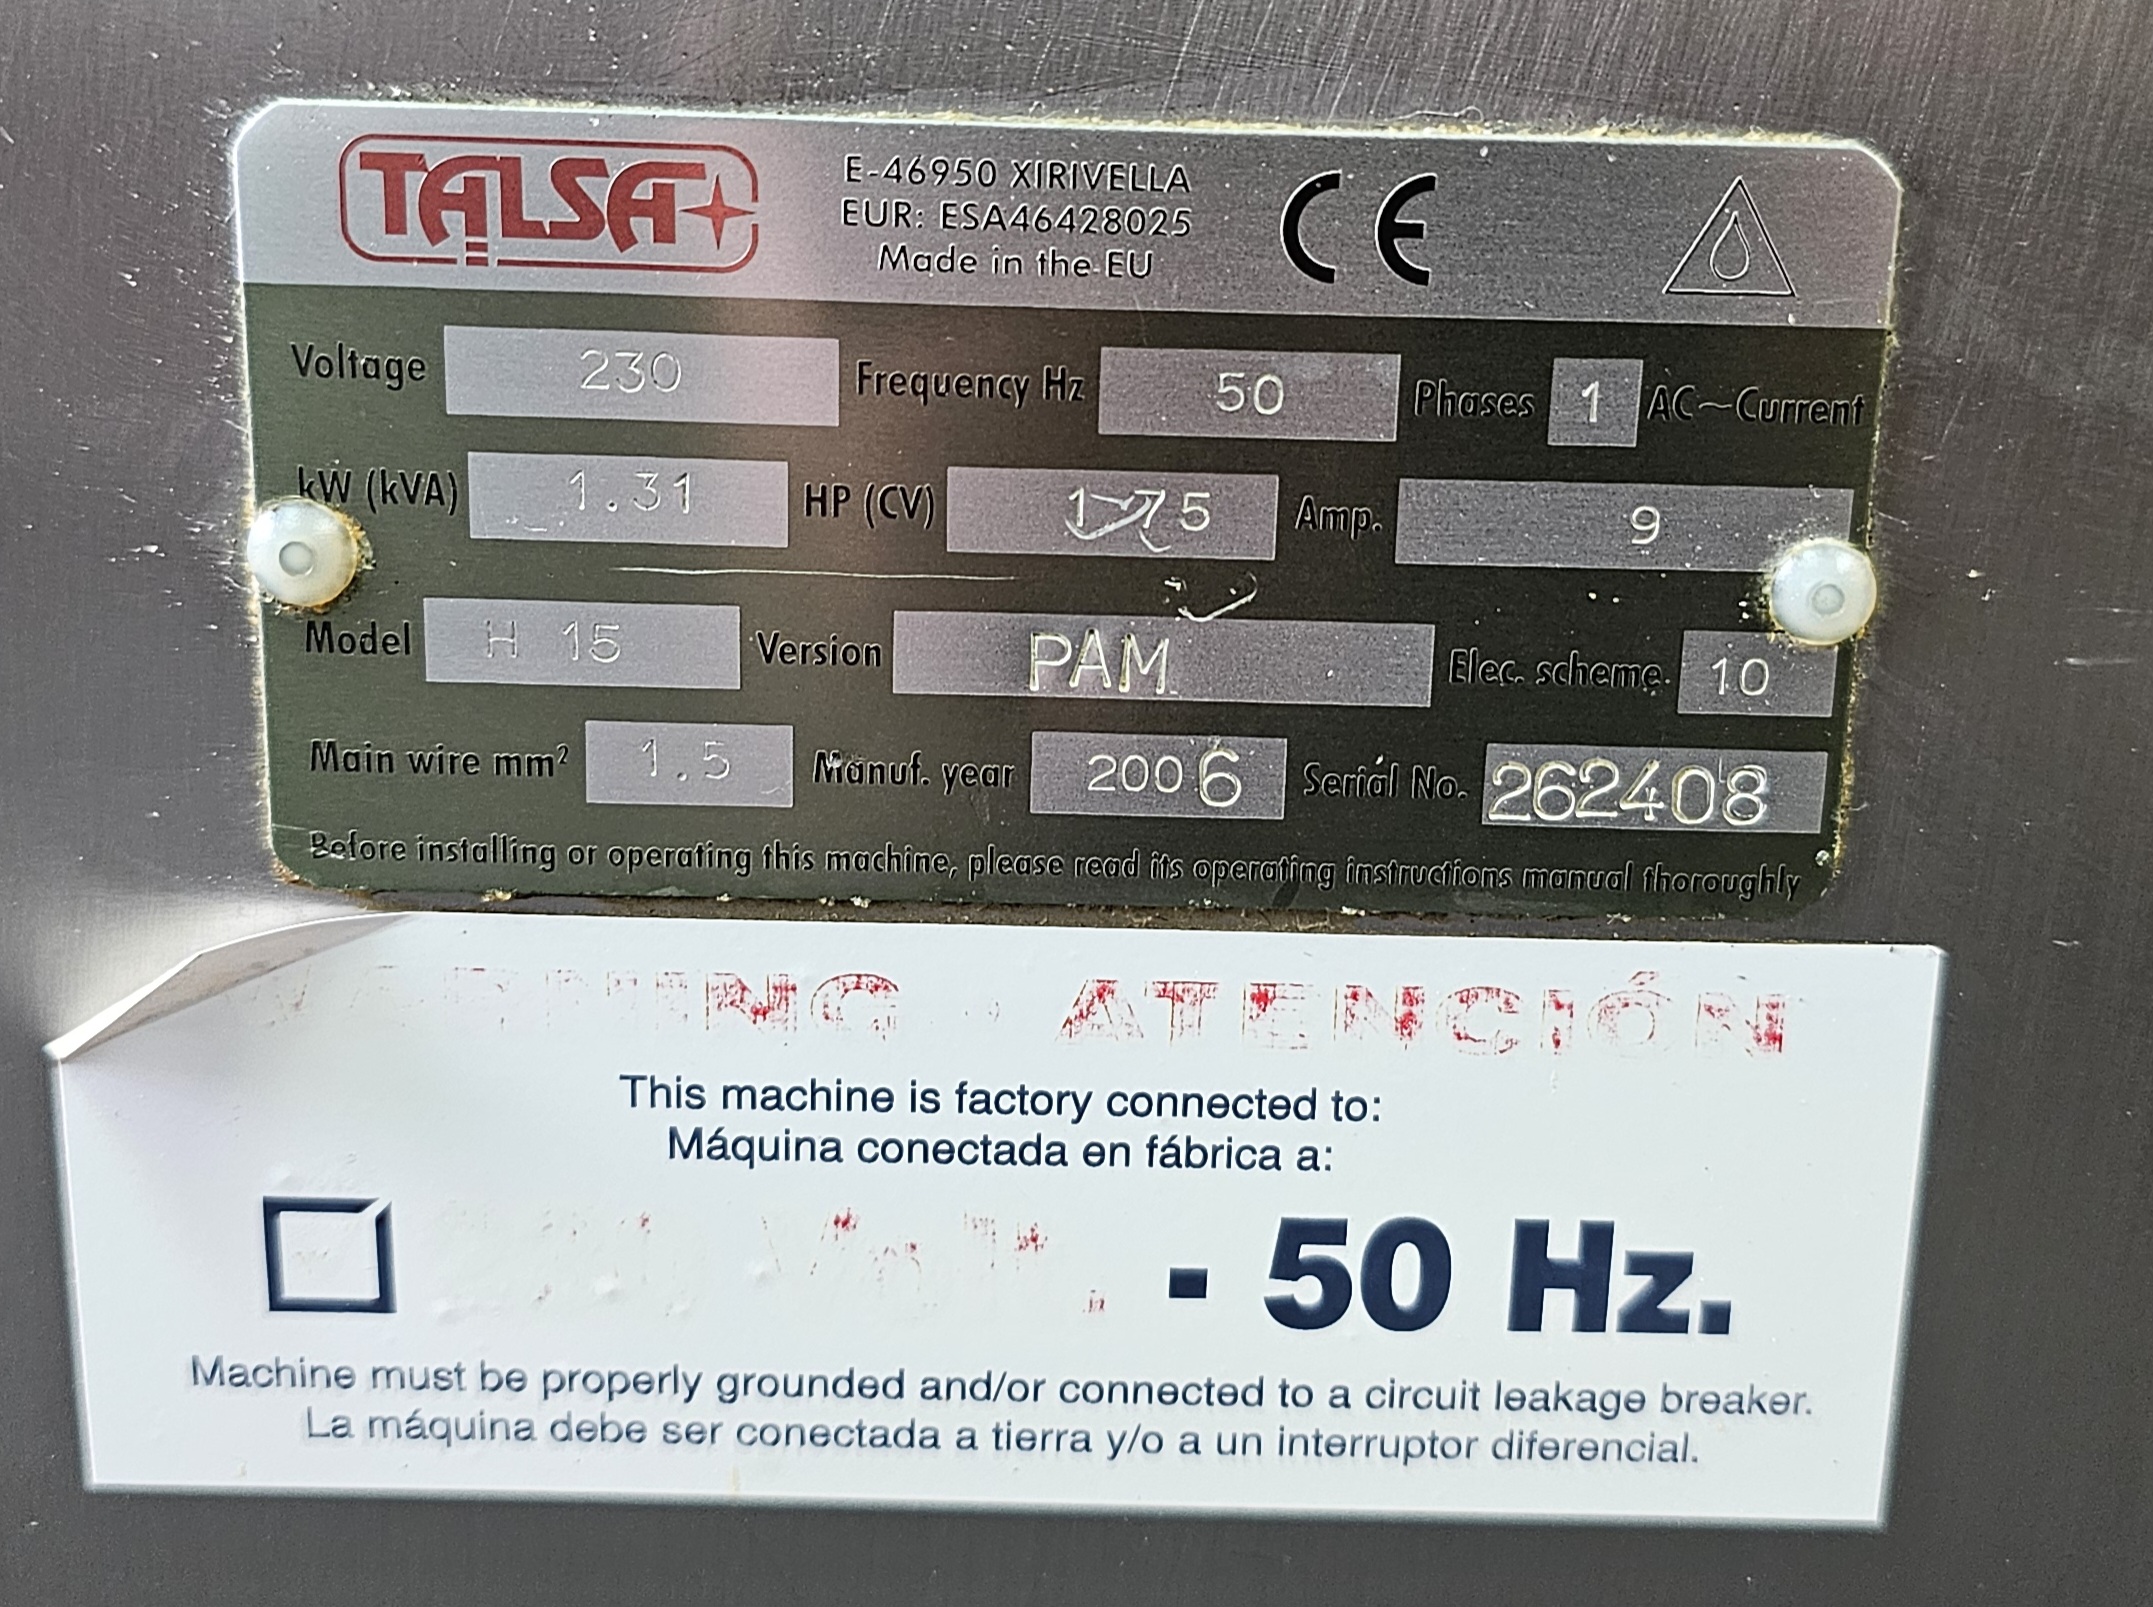 TALSA
E-46950 XIRIVELLA
EUR: ESA46428025
Made in the EU
CE
Voltage 230 Frequency Hz 50 Phases 1 AC~Current
kW (kVA) 1.31 HP (CV) 1.75 Amp. 9
Model H 15 Version PAM Elec. scheme. 10
Main wire mm² 1.5 Manuf. year 2006 Serial No. 262408
Before installing or operating this machine, please read its operating instructions manual thoroughly
WARNING - ATENCIÓN
This machine is factory connected to:
Máquina conectada en fábrica a:
- 50 Hz.
Machine must be properly grounded and/or connected to a circuit leakage breaker.
La máquina debe ser conectada a tierra y/o a un interruptor diferencial.